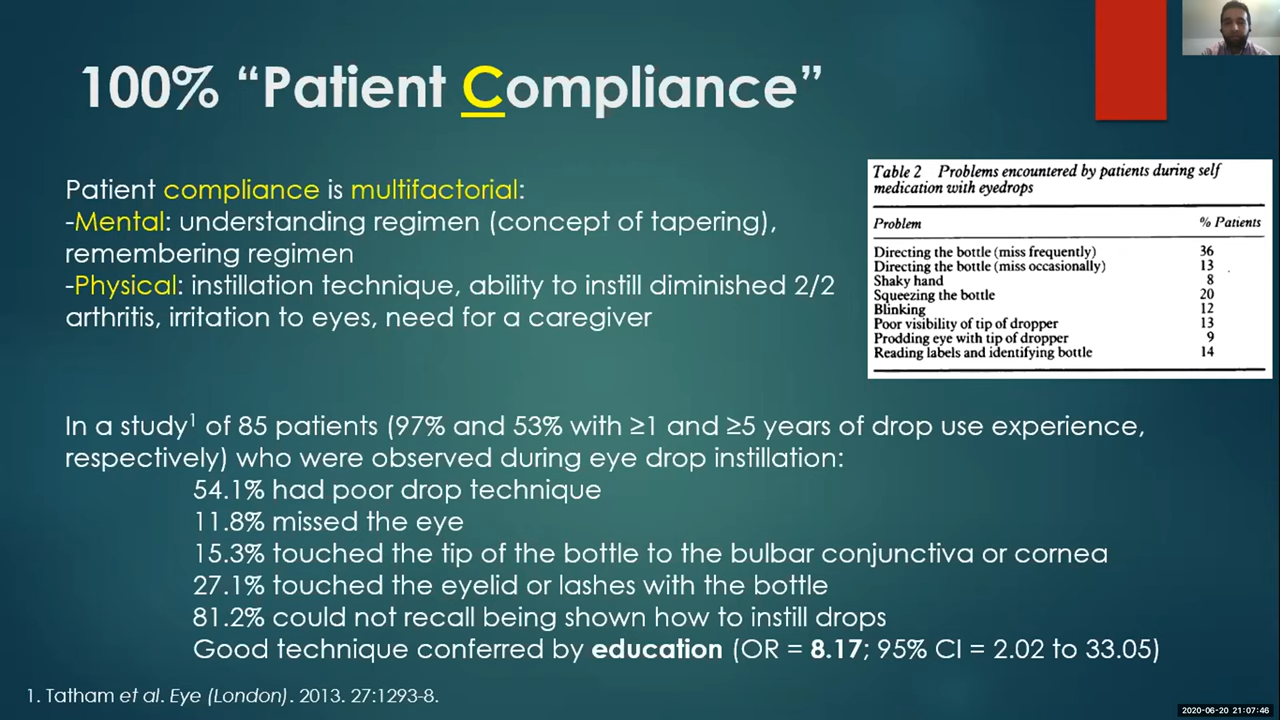 100% “Patient Compliance”
Patient compliance is multifactorial:
-Mental: understanding regimen (concept of tapering),
remembering regimen
-Physical: instillation technique, ability to instill diminished 2/2
arthritis, irritation to eyes, need for a caregiver
Table 2 Problems encountered by patients during self
medication with eyedrops
Problem % Patients
Directing the bottle (miss frequently) 36
Directing the bottle (miss occasionally) 13
Shaky hand 8
Squeezing the bottle 20
Blinking 12
Poor visibility of tip of dropper 13
Prodding eye with tip of dropper 9
Reading labels and identifying bottle 14
In a study¹ of 85 patients (97% and 53% with ≥1 and ≥5 years of drop use experience,
respectively) who were observed during eye drop instillation:
54.1% had poor drop technique
11.8% missed the eye
15.3% touched the tip of the bottle to the bulbar conjunctiva or cornea
27.1% touched the eyelid or lashes with the bottle
81.2% could not recall being shown how to instill drops
Good technique conferred by education (OR = 8.17; 95% CI = 2.02 to 33.05)
1. Tatham et al. Eye (London). 2013. 27:1293-8.
2020-06-20 21:07:46